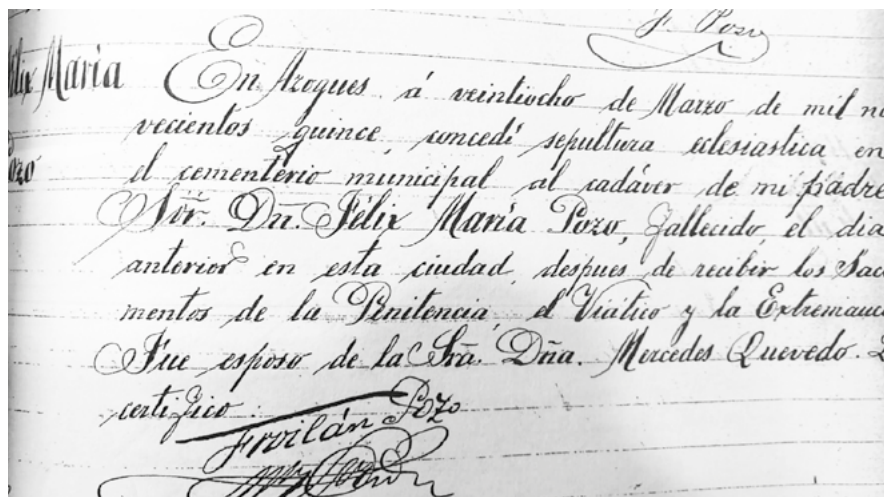 F. Pozo
Félix María
Pozo
En Azogues á veintiocho de Marzo de mil no
vecientos quince, concedí sepultura eclesiastica en
el cementerio municipal al cadáver de mi padre
Sor. Dn. Félix María Pozo, fallecido el dia
anterior en esta ciudad, despues de recibir los Sac
mentos de la Penitencia, el Viático y la Extremaunc
Fue esposo de la Sra. Dña. Mercedes Quevedo. L
certifico.
Froilán Pozo